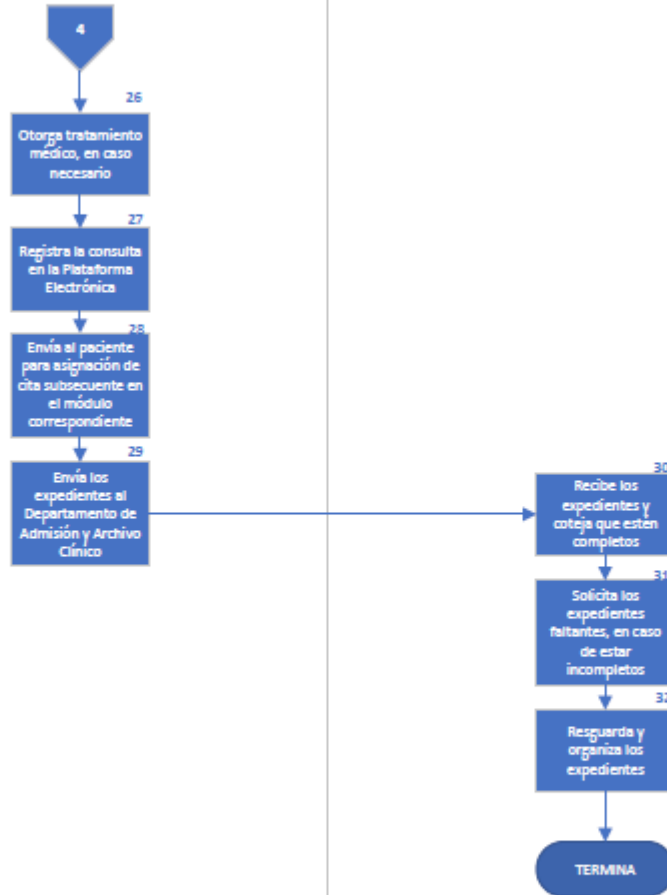 4
26
Otorga tratamiento
médico, en caso
necesario
27
Registra la consulta
en la Plataforma
Electrónica
28
Envía al paciente
para asignación de
cita subsecuente en
el módulo
correspondiente
29
Envía los
expedientes al
Departamento de
Admisión y Archivo
Clínico
30
Recibe los
expedientes y
coteja que estén
completos
31
Solicita los
expedientes
faltantes, en caso
de estar
incompletos
32
Resguarda y
organiza los
expedientes
TERMINA